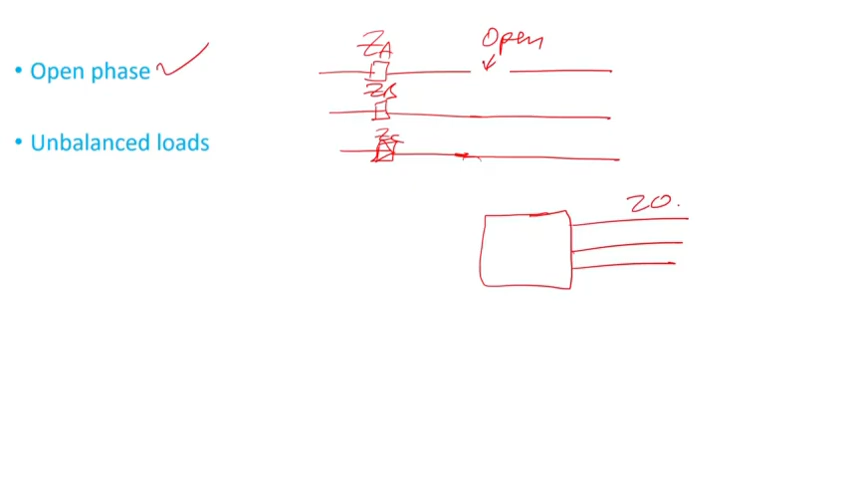 ZA
Open
• Open phase
ZB
• Unbalanced loads
Zc
20.